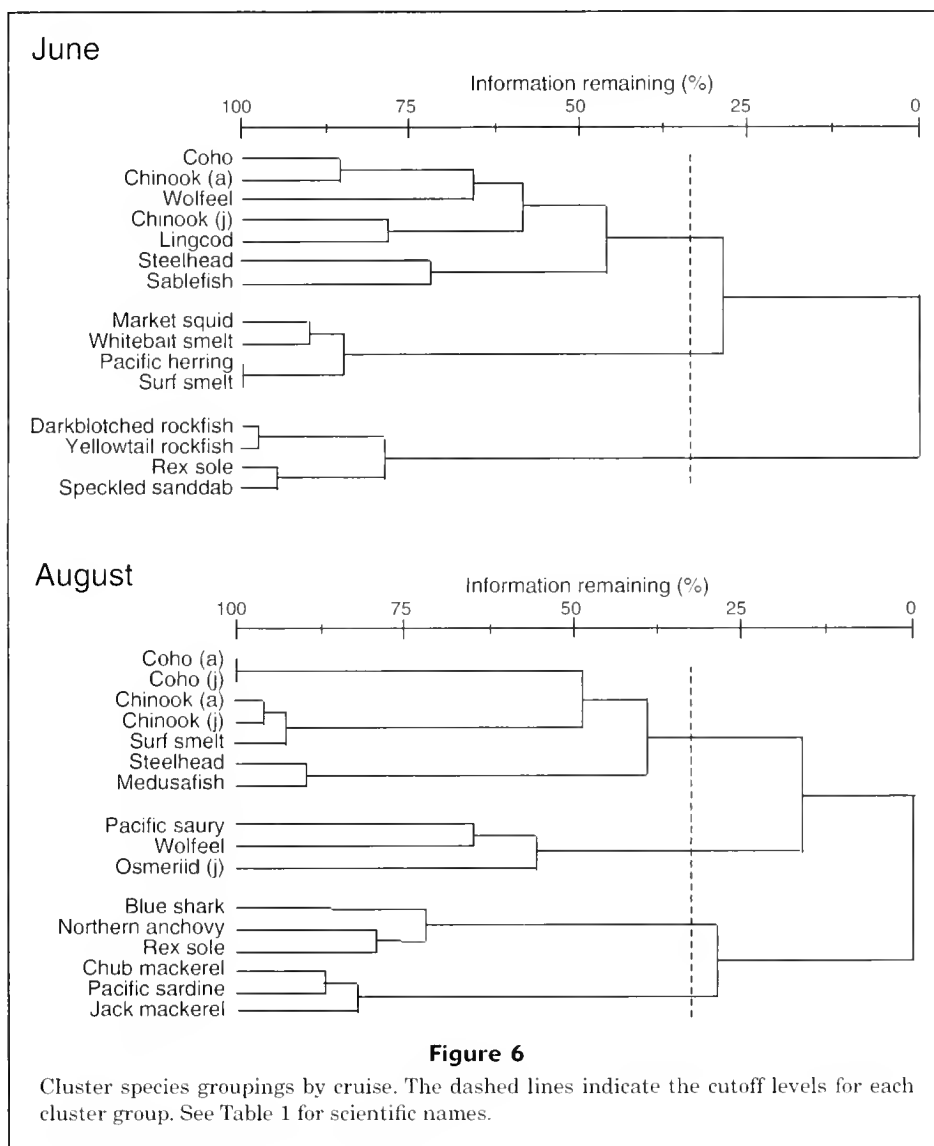 June
Information remaining (%)
100 75 50 25 0
Coho
Chinook (a)
Wolfeel
Chinook (j)
Lingcod
Steelhead
Sablefish
Market squid
Whitebait smelt
Pacific herring
Surf smelt
Darkblotched rockfish
Yellowtail rockfish
Rex sole
Speckled sanddab
August
Information remaining (%)
100 75 50 25 0
Coho (a)
Coho (j)
Chinook (a)
Chinook (j)
Surf smelt
Steelhead
Medusafish
Pacific saury
Wolfeel
Osmeriid (j)
Blue shark
Northern anchovy
Rex sole
Chub mackerel
Pacific sardine
Jack mackerel
Figure 6
Cluster species groupings by cruise. The dashed lines indicate the cutoff levels for each
cluster group. See Table 1 for scientific names.